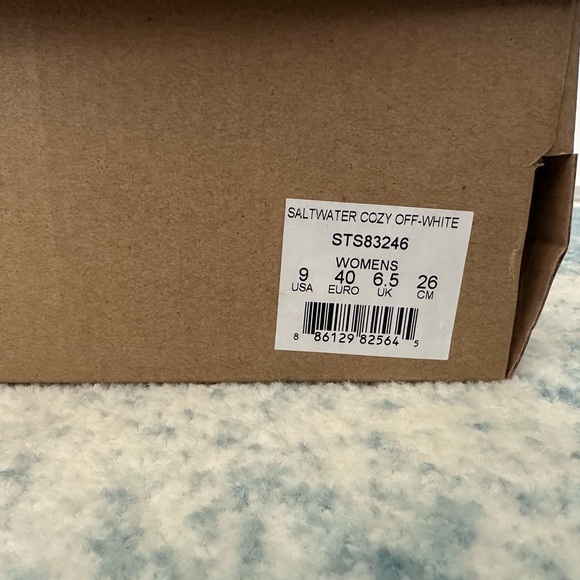 SALTWATER COZY OFF-WHITE
STS83246
WOMENS
9 40 6.5 26
USA EURO UK CM
8 86129 82564 5